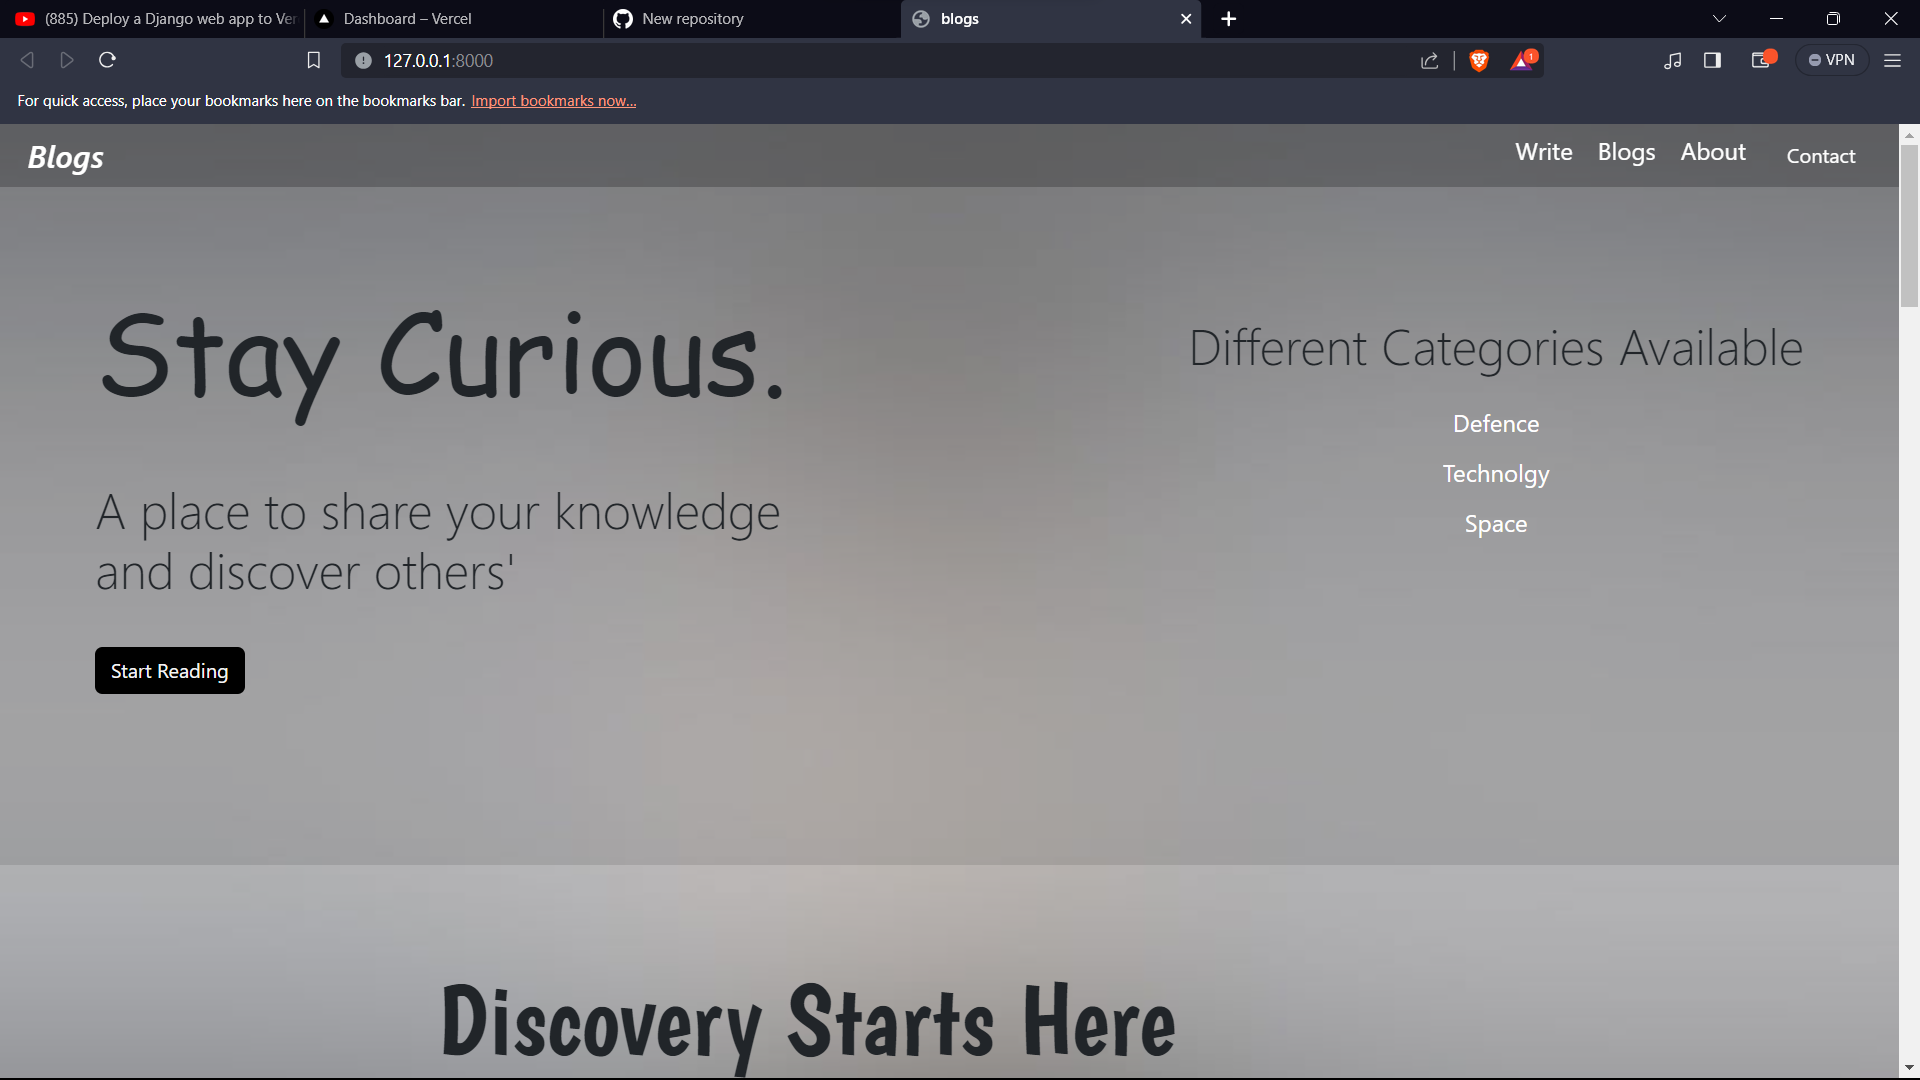 (885) Deploy a Django web app to Ver
Dashboard – Vercel
New repository
blogs
127.0.0.1:8000
1
VPN
For quick access, place your bookmarks here on the bookmarks bar. Import bookmarks now...
Blogs
Write Blogs About Contact
Stay Curious.
A place to share your knowledge
and discover others'
Start Reading
Different Categories Available
Defence
Technolgy
Space
Discovery Starts Here